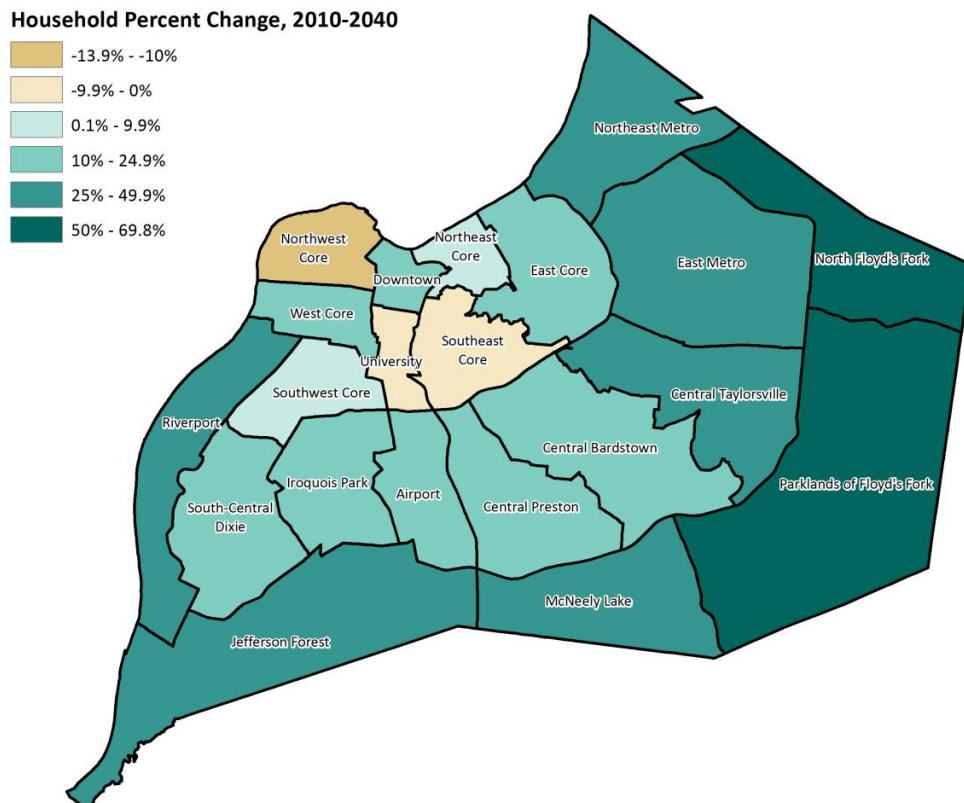 Household Percent Change, 2010-2040
-13.9% - -10%
-9.9% - 0%
0.1% - 9.9%
10% - 24.9%
25% - 49.9%
50% - 69.8%
Northeast Metro
Northwest
Core
Northeast
Core
Downtown
East Core
East Metro
North Floyd's Fork
West Core
University
Southeast
Core
Southwest Core
Central Taylorsville
Riverport
Central Bardstown
Iroquois Park
Airport
Central Preston
Parklands of Floyd's Fork
South-Central
Dixie
McNeely Lake
Jefferson Forest